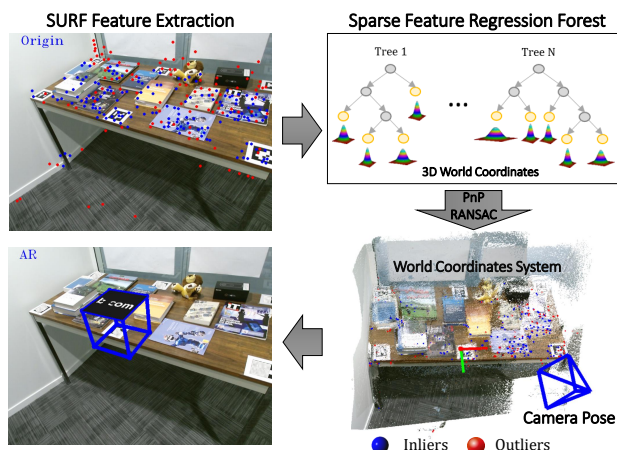 SURF Feature Extraction
Sparse Feature Regression Forest
Origin
Tree 1
Tree N
...
3D World Coordinates
PnP
RANSAC
AR
World Coordinates System
com
Camera Pose
Inliers
Outliers